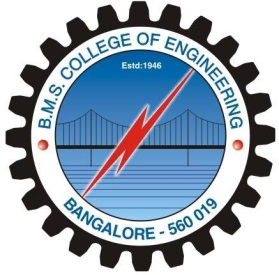 B.M.S. COLLEGE OF ENGINEERING
Estd:1946
BANGALORE - 560 019